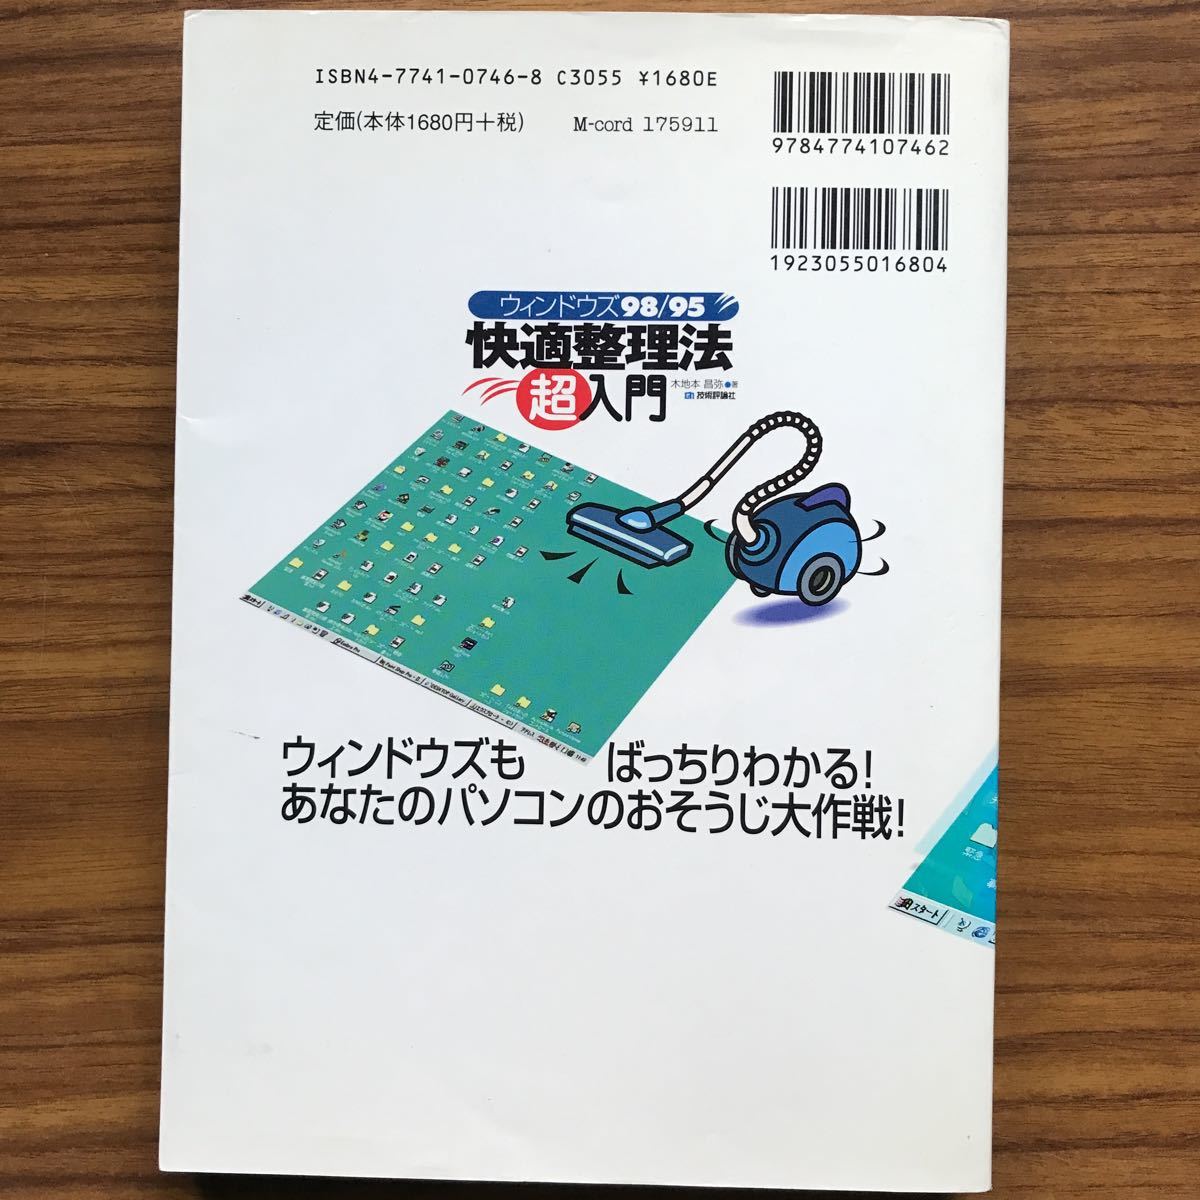 ISBN4-7741-0746-8 C3055 ¥1680E
定価(本体1680円+税) M-cord 175911
9784774107462
1923055016804
ウィンドウズ98/95
快適整理法
超入門
木地本 昌弥●著
技術評論社
ウィンドウズも ばっちりわかる!
あなたのパソコンのおそうじ大作戦!
スタート